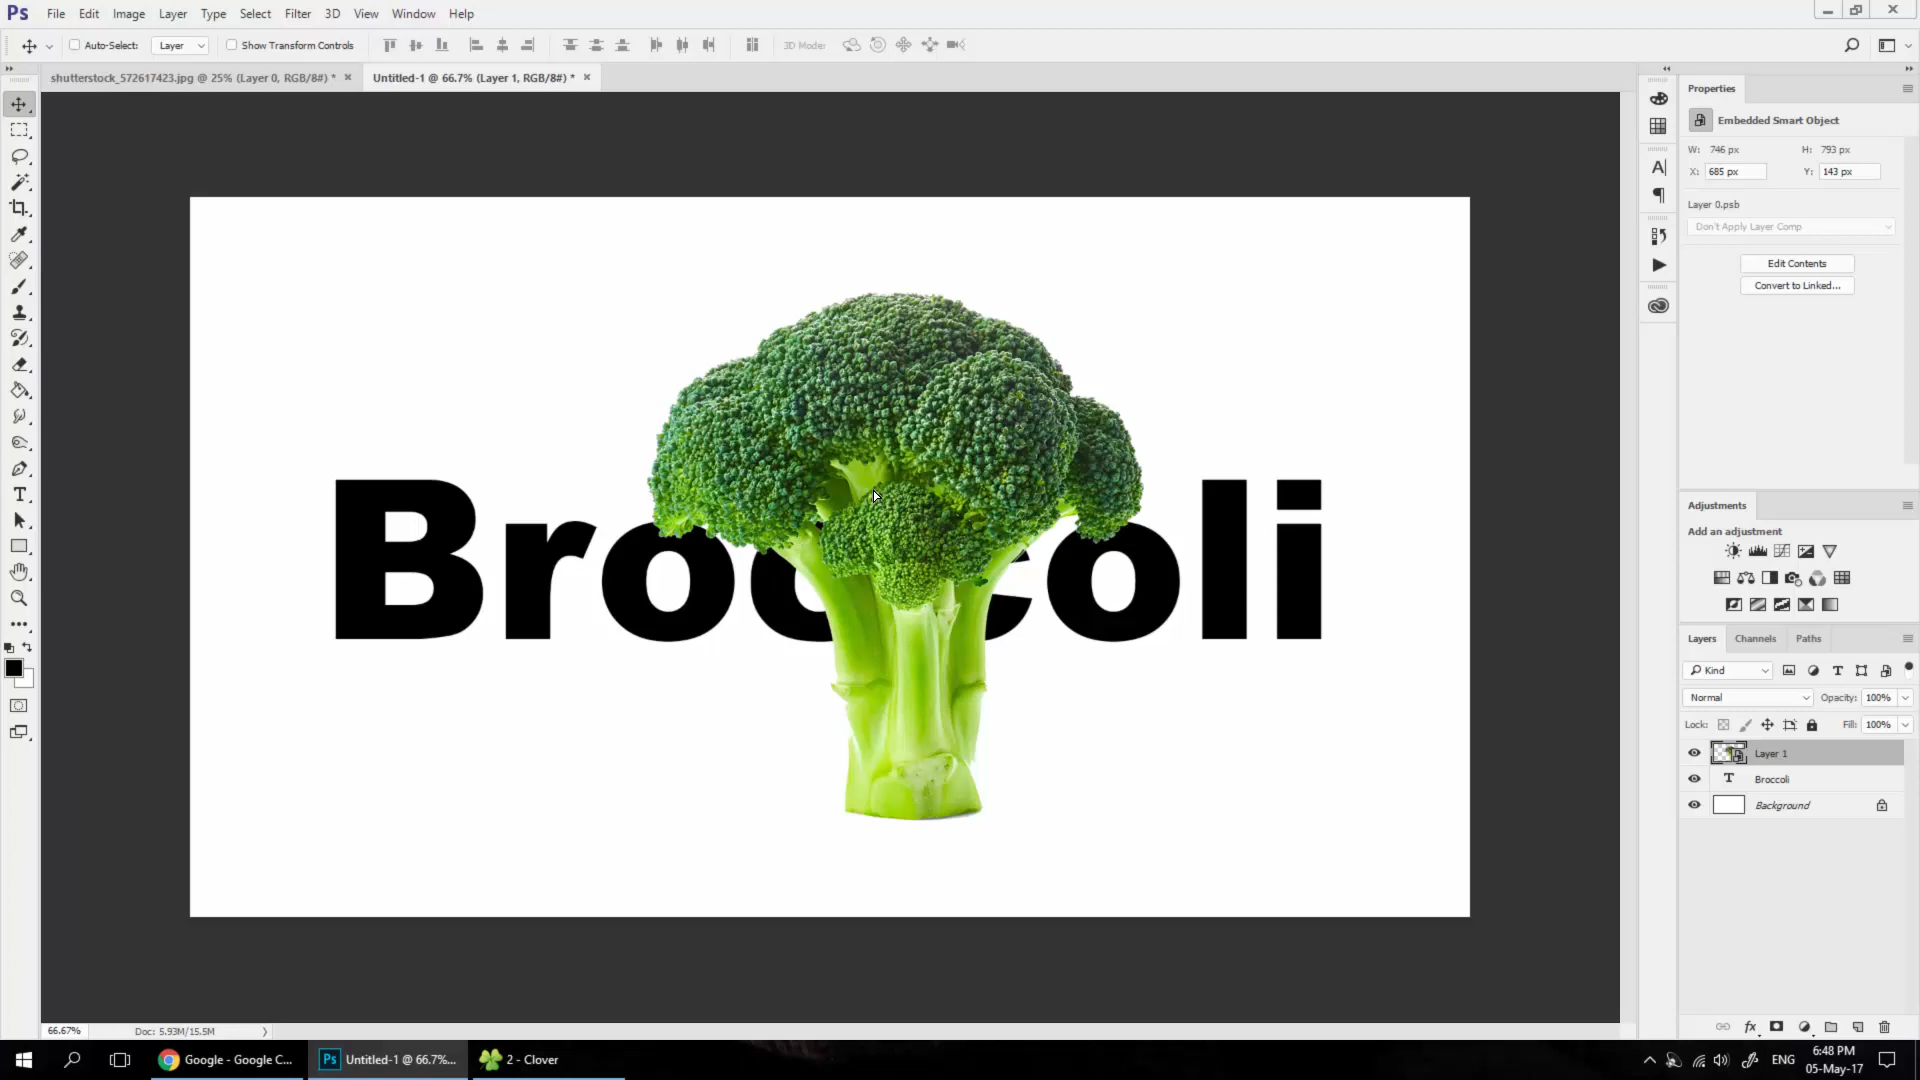 Ps File Edit Image Layer Type Select Filter 3D View Window Help
Auto-Select: Layer Show Transform Controls 3D Mode:
shutterstock_572617423.jpg @ 25% (Layer 0, RGB/8#) * × Untitled-1 @ 66.7% (Layer 1, RGB/8#) * ×
Properties
Embedded Smart Object
W: 746 px H: 793 px
X: 685 px Y: 143 px
Layer 0.psb
Don't Apply Layer Comp
Edit Contents
Convert to Linked...
Broccoli
Adjustments
Add an adjustment
Layers Channels Paths
Kind
Normal Opacity: 100%
Lock: Fill: 100%
Layer 1
T Broccoli
Background
66.67% Doc: 5.93M/15.5M
Google - Google C... Ps Untitled-1 @ 66.7%... 2 - Clover
ENG 6:48 PM
05-May-17